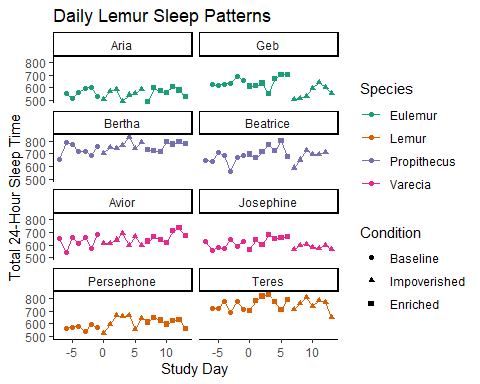 Daily Lemur Sleep Patterns
Aria
Geb
800
700
600
500
Bertha
Beatrice
800
700
600
500
Avior
Josephine
800
700
600
500
Persephone
Teres
800
700
600
500
-5 0 5 10
-5 0 5 10
Study Day
Total 24-Hour Sleep Time
Species
Eulemur
Lemur
Propithecus
Varecia
Condition
Baseline
Impoverished
Enriched